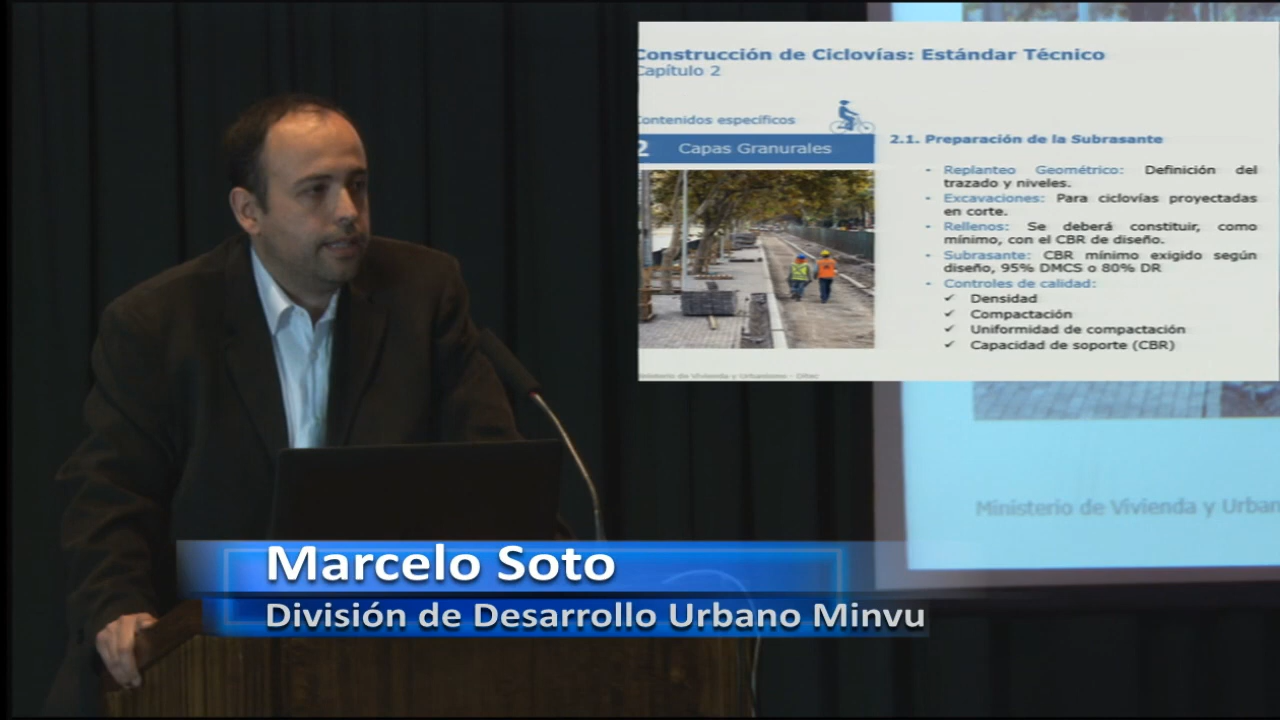 Construcción de Ciclovías: Estándar Técnico
Capítulo 2
Contenidos específicos
2 Capas Granurales
2.1. Preparación de la Subrasante
- Replanteo Geométrico: Definición del
trazado y niveles.
- Excavaciones: Para ciclovías proyectadas
en corte.
- Rellenos: Se deberá constituir, como
mínimo, con el CBR de diseño.
- Subrasante: CBR mínimo exigido según
diseño, 95% DMCS o 80% DR
- Controles de calidad:
✓ Densidad
✓ Compactación
✓ Uniformidad de compactación
✓ Capacidad de soporte (CBR)
Ministerio de Vivienda y Urbanismo - Ditec
Ministerio de Vivienda y Urban
Marcelo Soto
División de Desarrollo Urbano Minvu